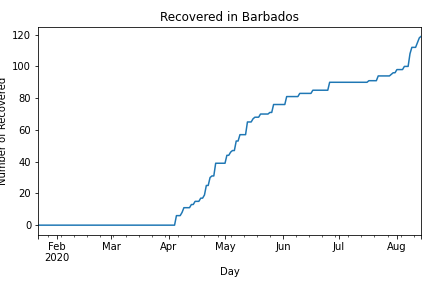 Recovered in Barbados
Number of Recovered
120
100
80
60
40
20
0
Feb
2020
Mar
Apr
May
Jun
Jul
Aug
Day